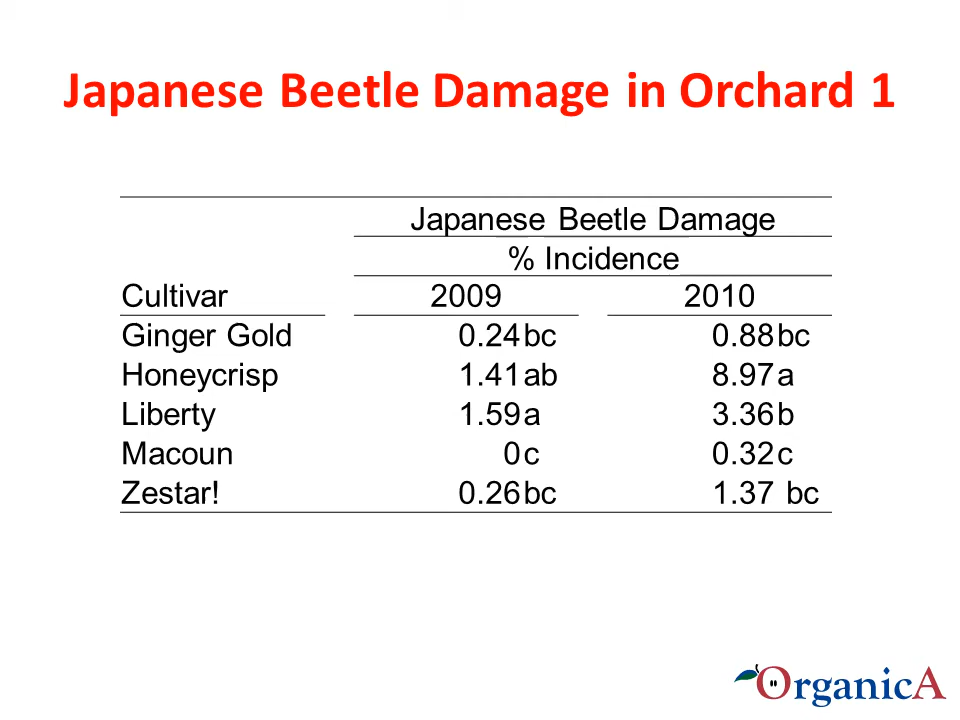 Japanese Beetle Damage in Orchard 1
Japanese Beetle Damage
% Incidence
Cultivar 2009 2010
Ginger Gold 0.24bc 0.88bc
Honeycrisp 1.41ab 8.97a
Liberty 1.59a 3.36b
Macoun 0c 0.32c
Zestar! 0.26bc 1.37 bc
OrganicA